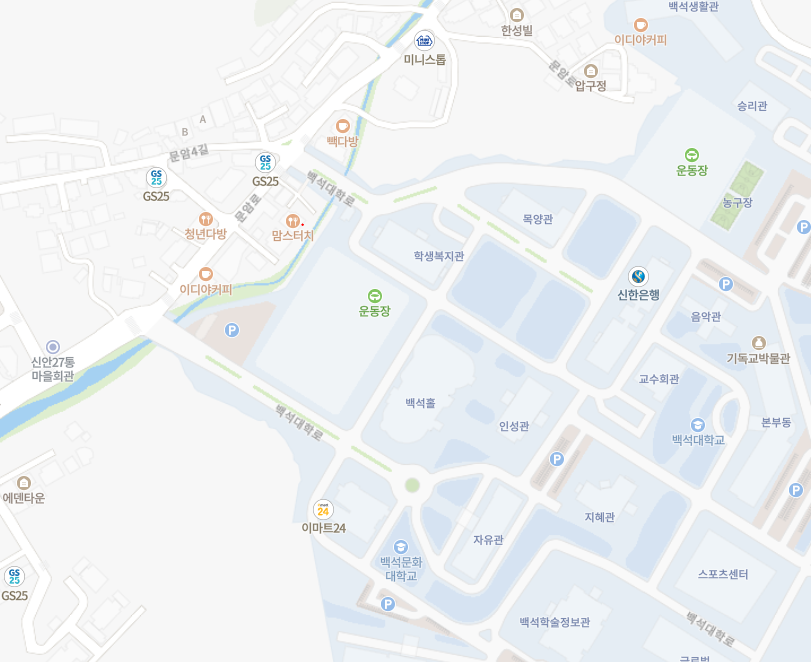 백석생활관
한성빌
이디야커피
미니스톱
문암로
압구정
승리관
A
B
빽다방
문암4길
GS25
GS25
GS25
GS25
운동장
백석대학로
농구장
문암로
청년다방
맘스터치
목양관
P
학생복지관
이디야커피
신한은행
P
운동장
음악관
P
신안27통
마을회관
기독교박물관
교수회관
백석홀
백석대학로
인성관
본부동
백석대학교
P
P
에덴타운
24
이마트24
지혜관
자유관
백석문화
대학교
GS25
GS25
스포츠센터
P
백석학술정보관
백석대학로
글로벌